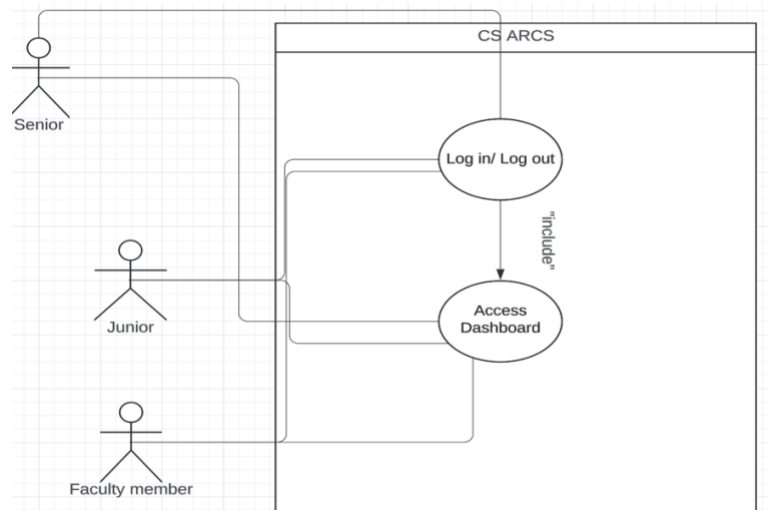 CS ARCS
Senior
Log in/ Log out
"include"
Junior
Access
Dashboard
Faculty member